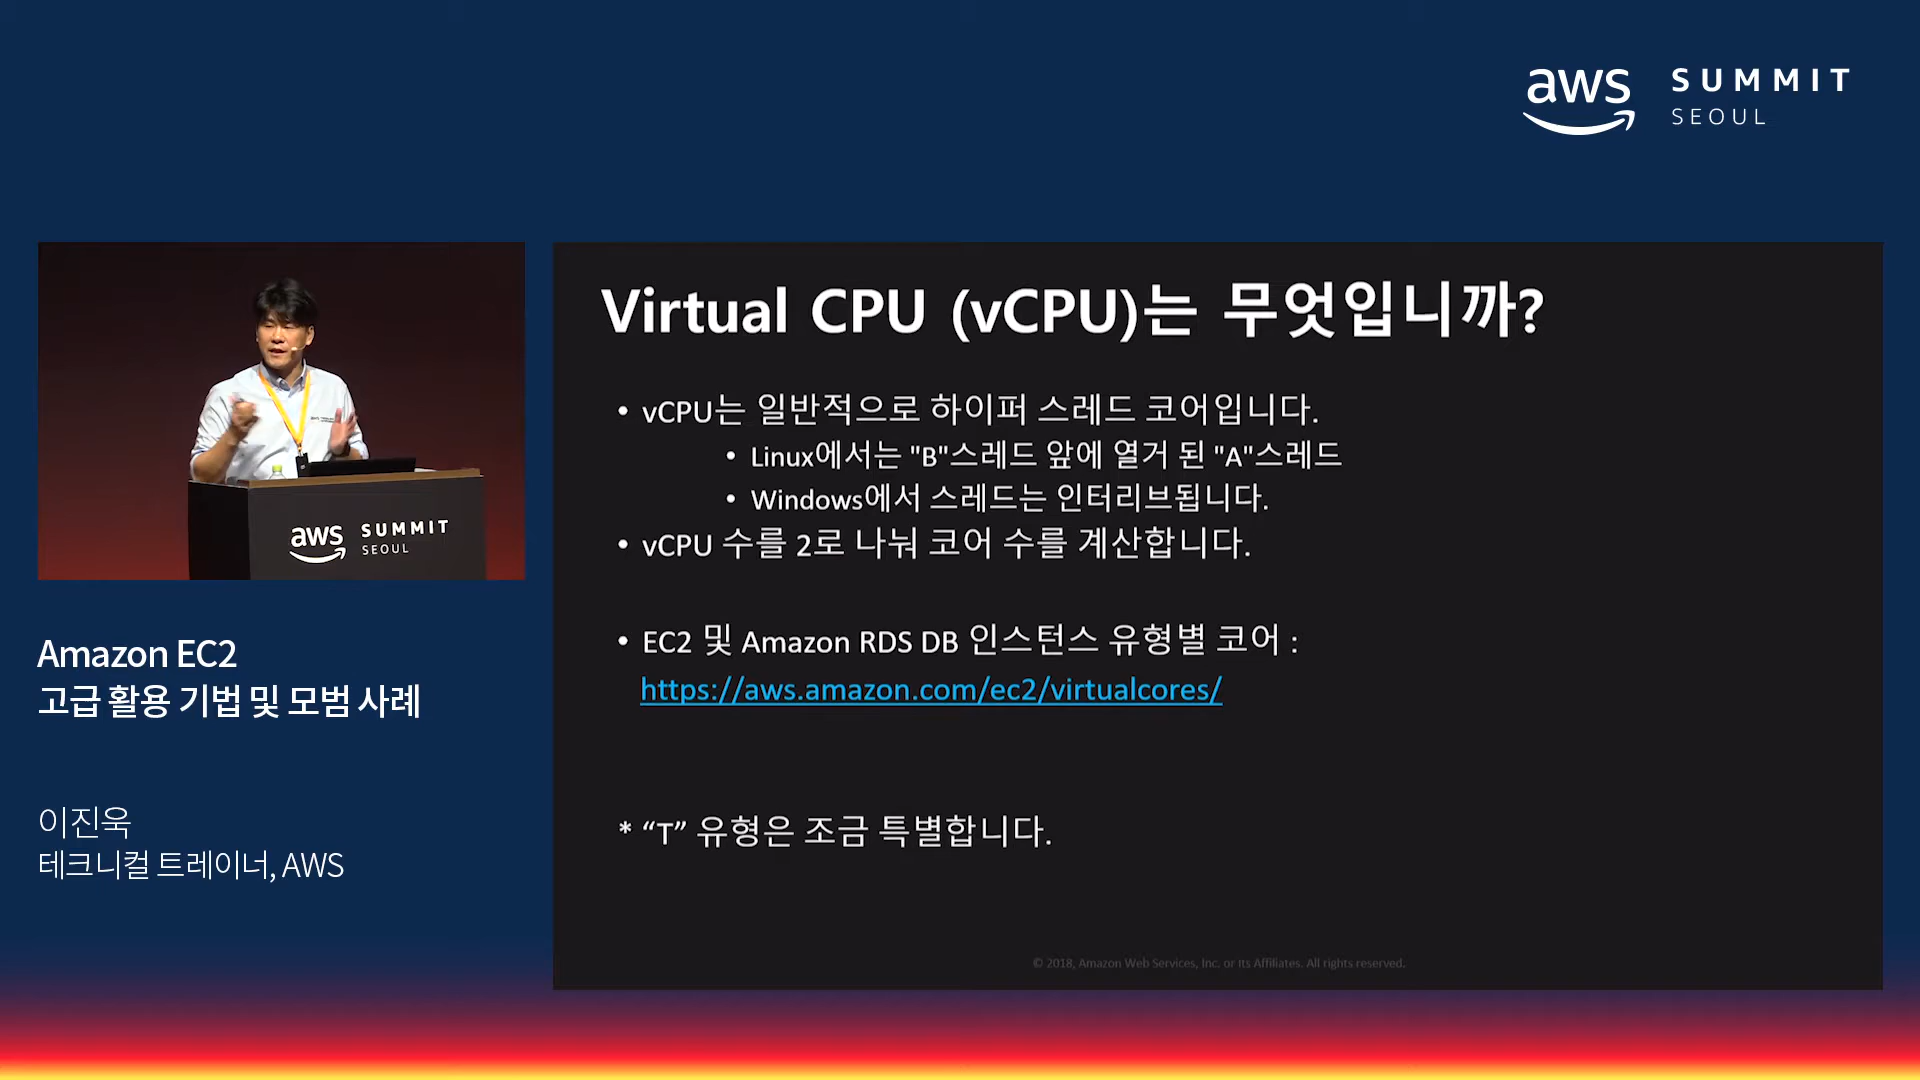 aws SUMMIT
SEOUL
aws SUMMIT
SEOUL
Amazon EC2
고급 활용 기법 및 모범 사례
이진욱
테크니컬 트레이너, AWS
Virtual CPU (vCPU)는 무엇입니까?
• vCPU는 일반적으로 하이퍼 스레드 코어입니다.
• Linux에서는 "B"스레드 앞에 열거 된 "A"스레드
• Windows에서 스레드는 인터리브됩니다.
• vCPU 수를 2로 나눠 코어 수를 계산합니다.
• EC2 및 Amazon RDS DB 인스턴스 유형별 코어 :
https://aws.amazon.com/ec2/virtualcores/
* “T” 유형은 조금 특별합니다.
© 2018, Amazon Web Services, Inc. or Its Affiliates. All rights reserved.